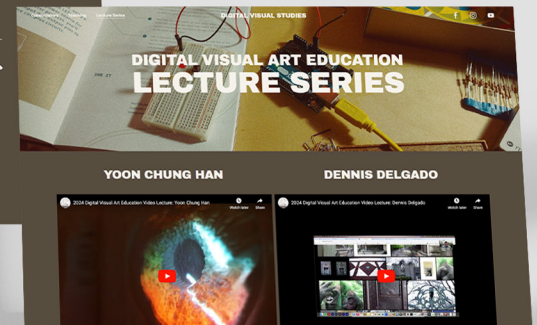 Lecture Series
DIGITAL VISUAL STUDIES
DIGITAL VISUAL ART EDUCATION
LECTURE SERIES
YOON CHUNG HAN
DENNIS DELGADO
2024 Digital Visual Art Education Video Lecture: Yoon Chung Han
Watch later
Share
2024 Digital Visual Art Education Video Lecture: Dennis Delgado
Watch later
Share